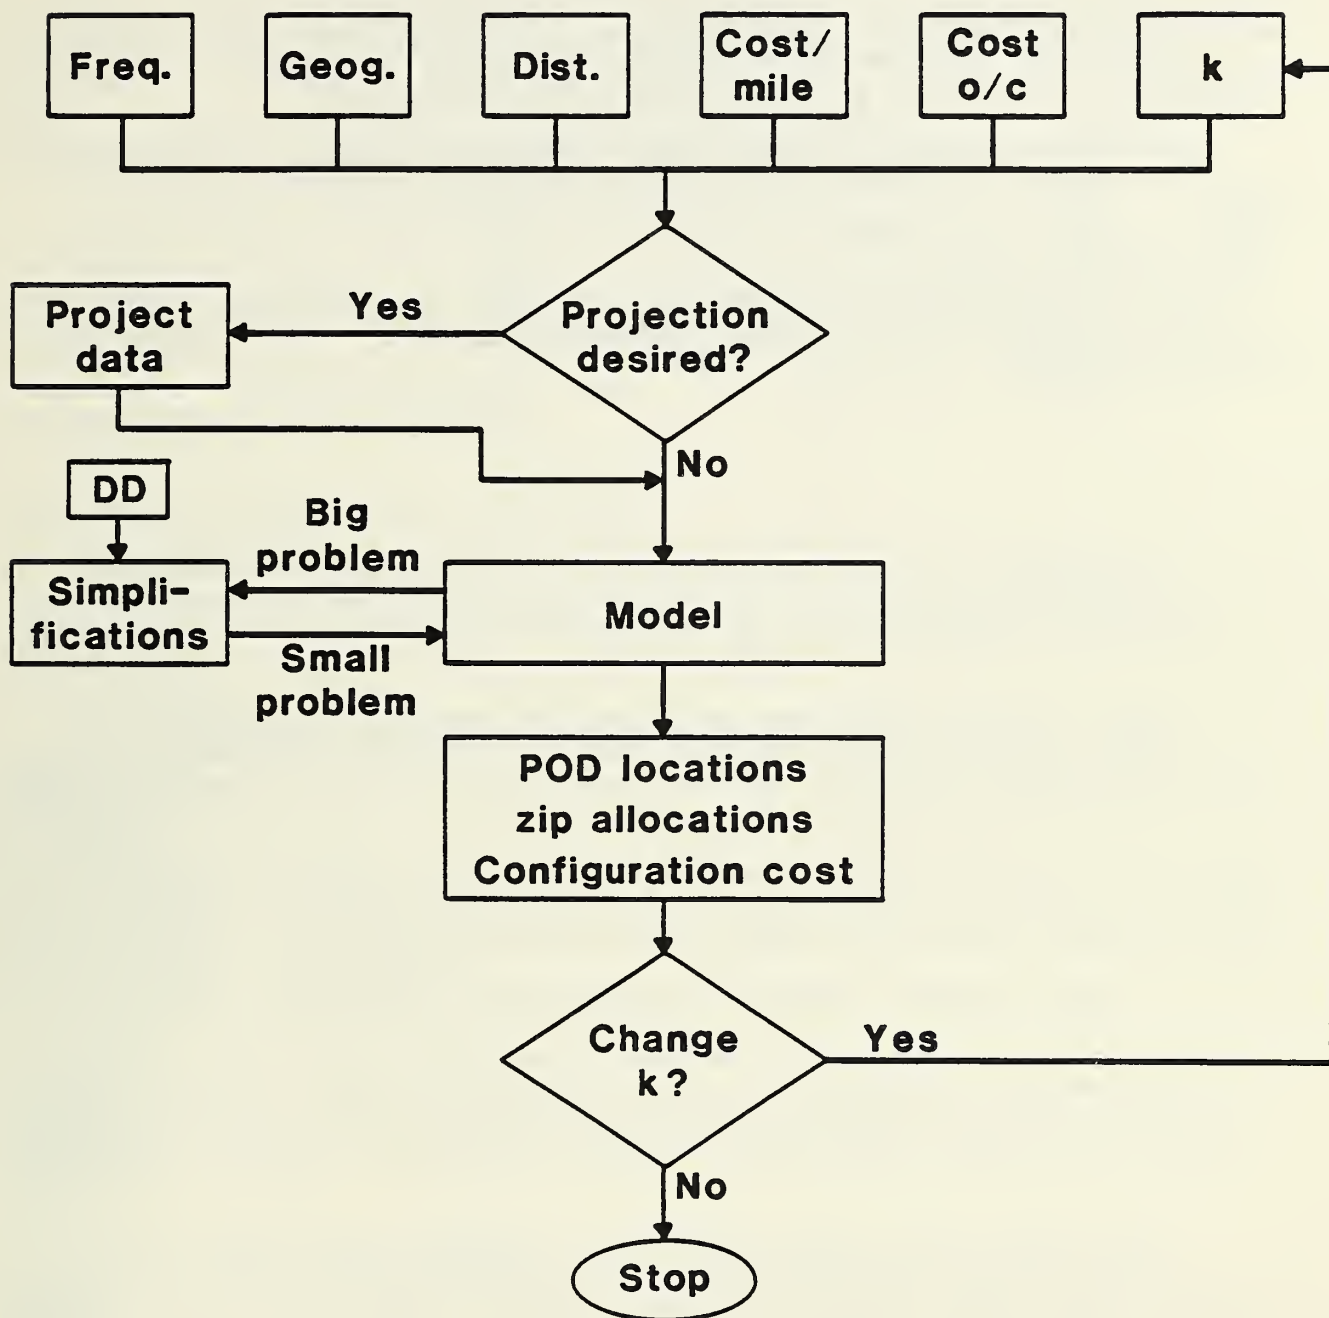 Freq.
Geog.
Dist.
Cost/
mile
Cost
o/c
k
Projection
desired?
Yes
Project
data
No
DD
Big
problem
Simpli-
fications
Model
Small
problem
POD locations
zip allocations
Configuration cost
Change
k?
Yes
No
Stop